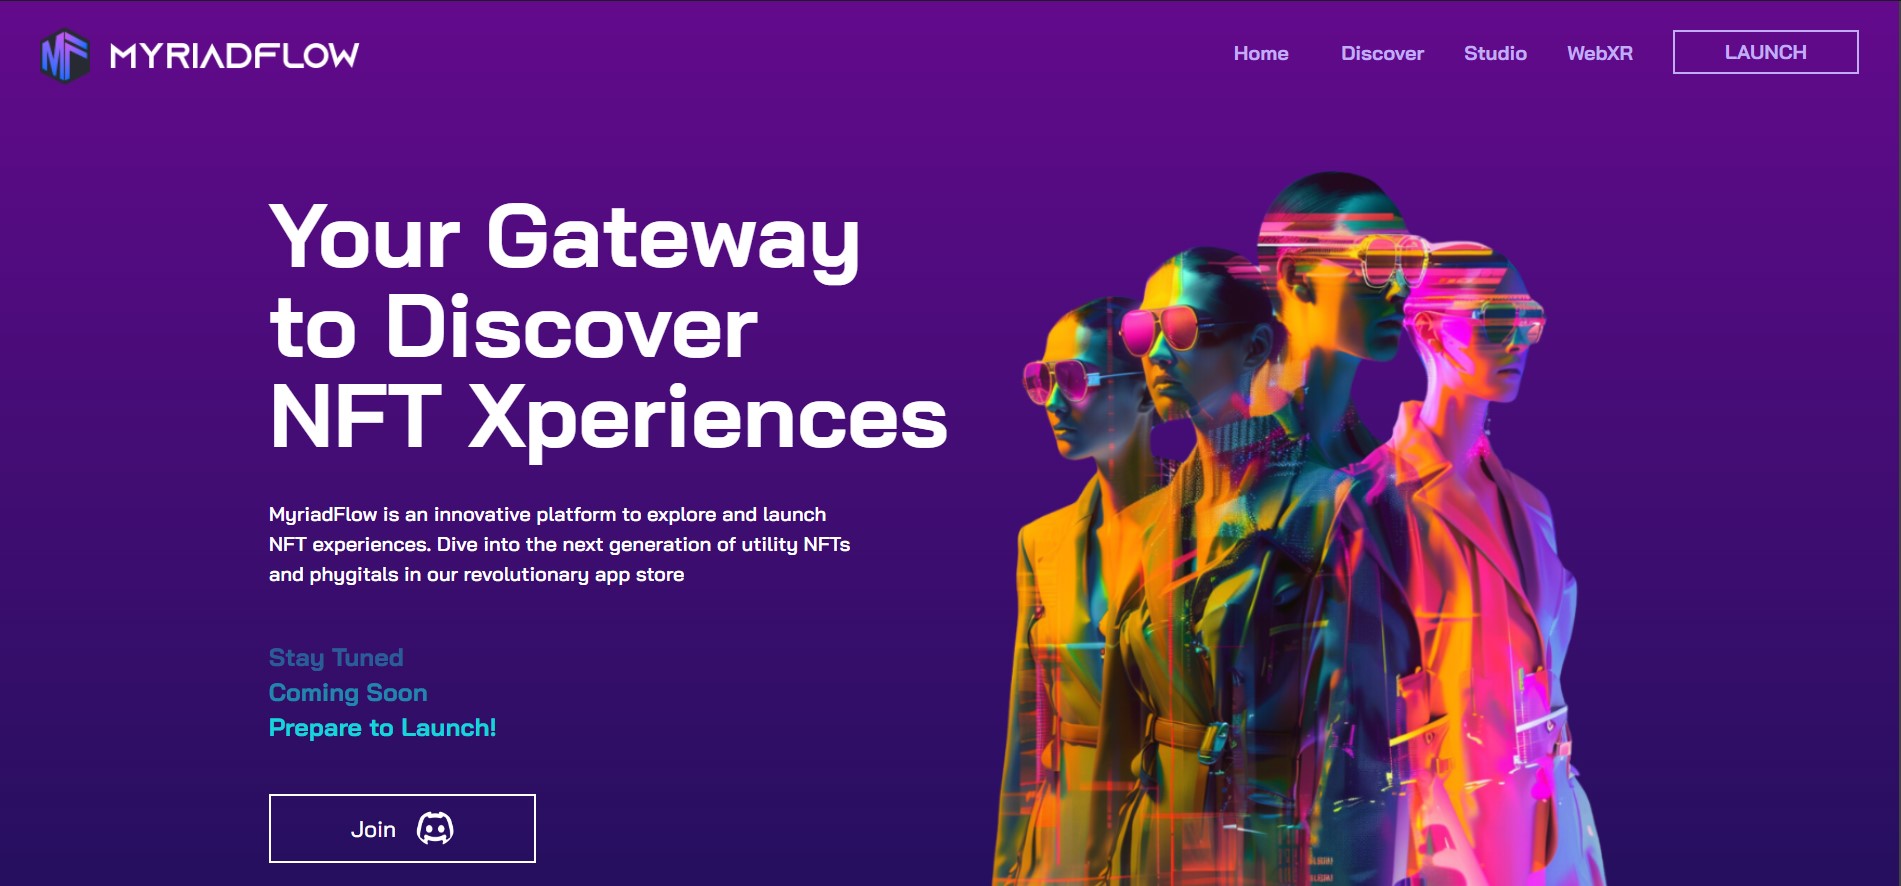 MYRIADFLOW
Home Discover Studio WebXR LAUNCH
Your Gateway
to Discover
NFT Xperiences
MyriadFlow is an innovative platform to explore and launch
NFT experiences. Dive into the next generation of utility NFTs
and phygitals in our revolutionary app store
Stay Tuned
Coming Soon
Prepare to Launch!
Join